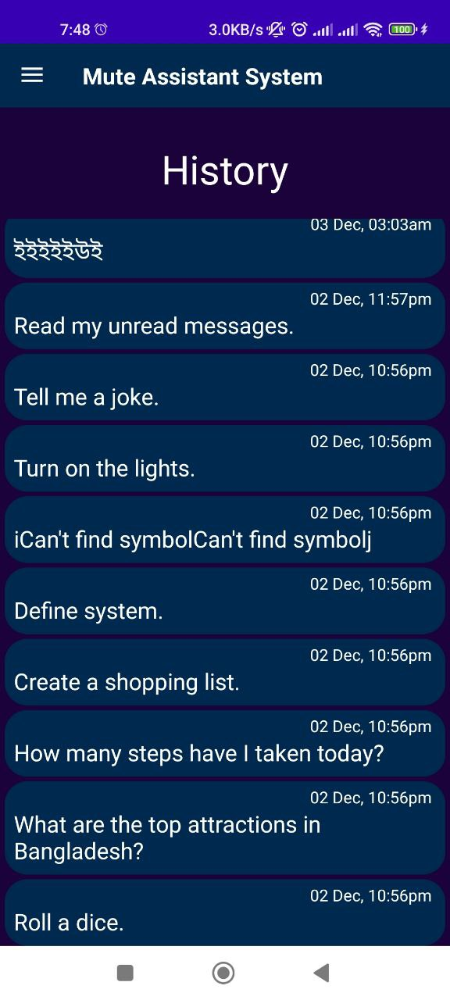 7:48
3.0KB/s
100
Mute Assistant System
History
03 Dec, 03:03am
ইইইইইউই
02 Dec, 11:57pm
Read my unread messages.
02 Dec, 10:56pm
Tell me a joke.
02 Dec, 10:56pm
Turn on the lights.
02 Dec, 10:56pm
iCan't find symbolCan't find symbolj
02 Dec, 10:56pm
Define system.
02 Dec, 10:56pm
Create a shopping list.
02 Dec, 10:56pm
How many steps have I taken today?
02 Dec, 10:56pm
What are the top attractions in
Bangladesh?
02 Dec, 10:56pm
Roll a dice.